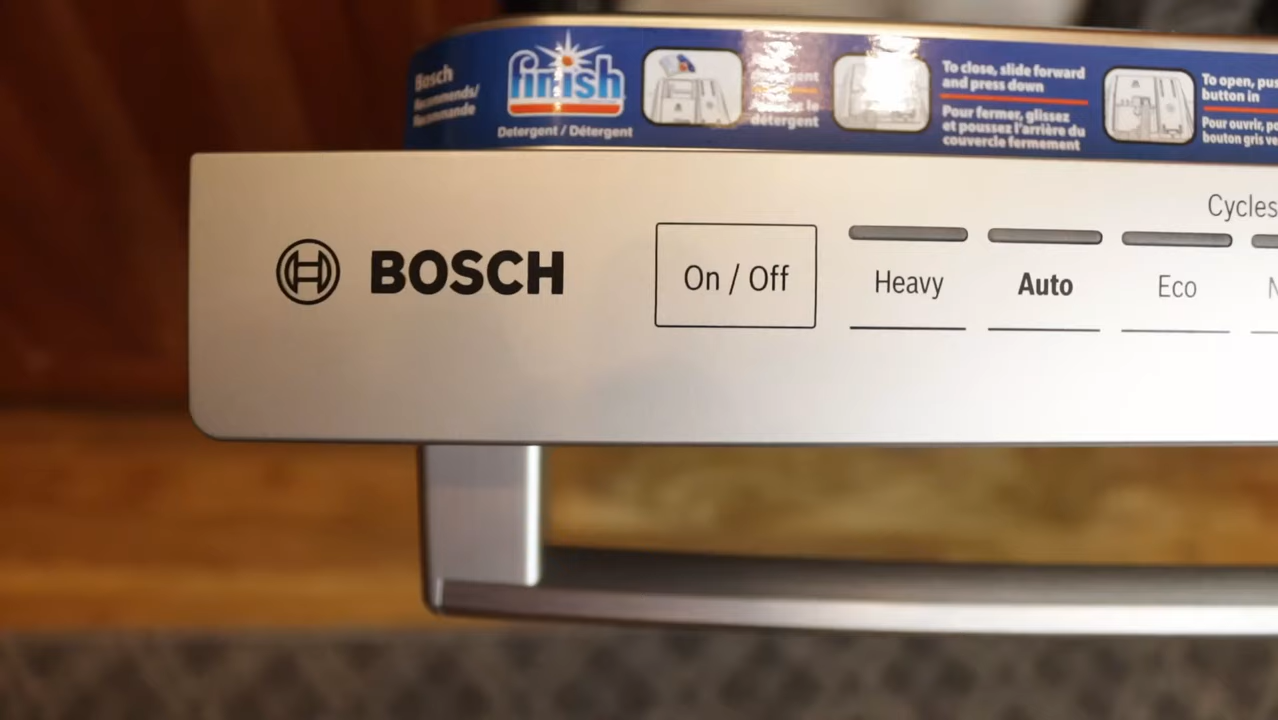 Bosch
Recommends/
Recommande
finish
Detergent / Détergent
détergent
To close, slide forward
and press down
Pour fermer, glissez
et poussez l'arrière du
couvercle fermement
To open, pu
button in
Pour ouvrir, p
bouton gris ve
Cycles
BOSCH
On / Off
Heavy
Auto
Eco